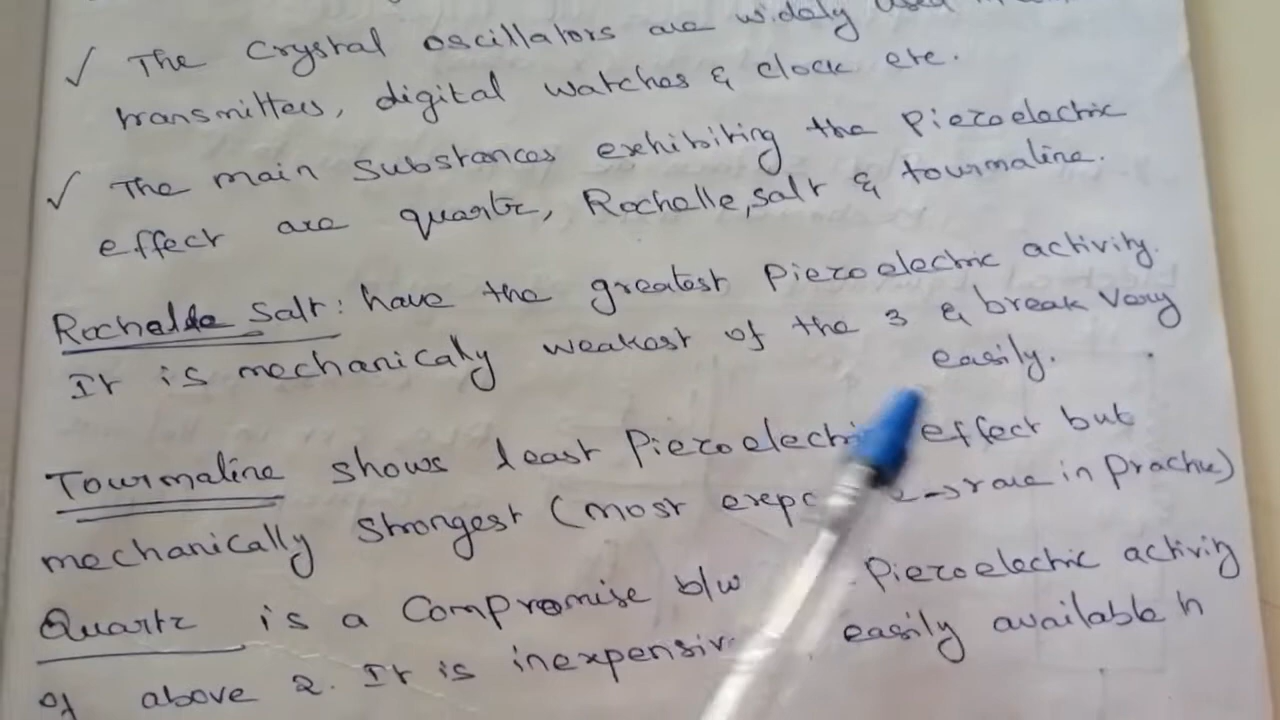 ✓ The Crystal oscillators are widely used
transmitters, digital watches & clock etc.
✓ The main substances exhibiting the Piezoelectric
effect are quartz, Rochelle, salt & tourmaline.
Rochelle Salt: have the greatest Piezoelectric activity.
It is mechanically weakest of the 3 & break very
easily.
Tourmaline shows least Piezoelectric effect but
mechanically strongest (most → rare in practice)
Quartz is a Compromise b/w Piezoelectric activity
of above 2. It is inexpensive easily available